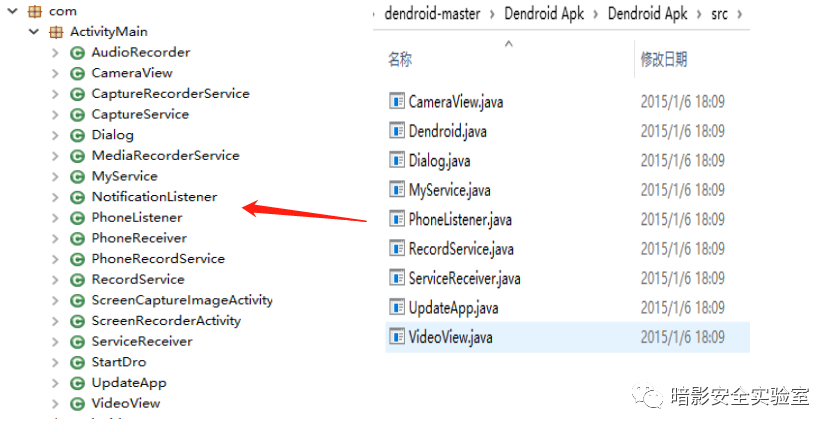 com
ActivityMain
AudioRecorder
CameraView
CaptureRecorderService
CaptureService
Dialog
MediaRecorderService
MyService
NotificationListener
PhoneListener
PhoneReceiver
PhoneRecordService
RecordService
ScreenCaptureImageActivity
ScreenRecorderActivity
ServiceReceiver
StartDro
UpdateApp
VideoView
dendroid-master › Dendroid Apk › Dendroid Apk › src ›
名称 修改日期
CameraView.java 2015/1/6 18:09
Dendroid.java 2015/1/6 18:09
Dialog.java 2015/1/6 18:09
MyService.java 2015/1/6 18:09
PhoneListener.java 2015/1/6 18:09
RecordService.java 2015/1/6 18:09
ServiceReceiver.java 2015/1/6 18:09
UpdateApp.java 2015/1/6 18:09
VideoView.java 2015/1/6 18:09
暗影安全实验室